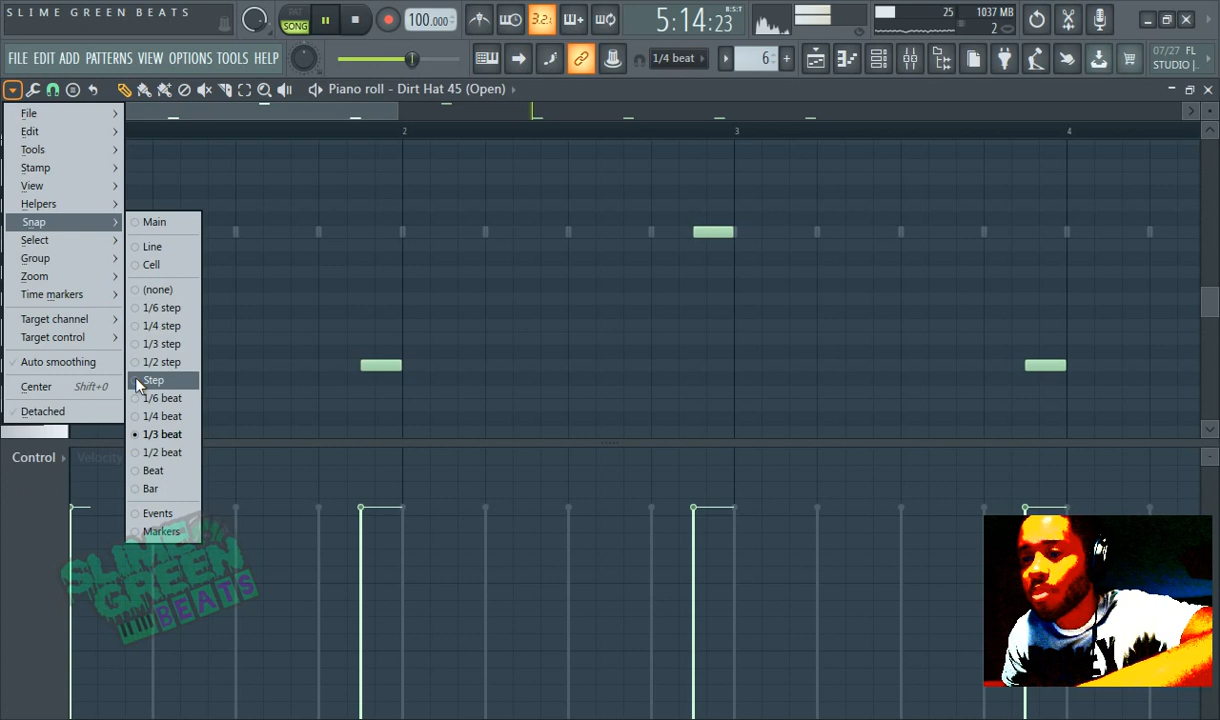 SLIME GREEN BEATS
PAT
SONG
100.000
3.2.
5:14:23
B:S:T
25
1037 MB
2
FILE EDIT ADD PATTERNS VIEW OPTIONS TOOLS HELP
1/4 beat
6
07/27 FL
STUDIO |
Piano roll - Dirt Hat 45 (Open)
2
3
4
File
Edit
Tools
Stamp
View
Helpers
Snap
Select
Group
Zoom
Time markers
Target channel
Target control
Auto smoothing
Center Shift+0
Detached
Main
Line
Cell
(none)
1/6 step
1/4 step
1/3 step
1/2 step
Step
1/6 beat
1/4 beat
1/3 beat
1/2 beat
Beat
Bar
Events
Markers
Control
Velocity
SLIME
GREEN
BEATS